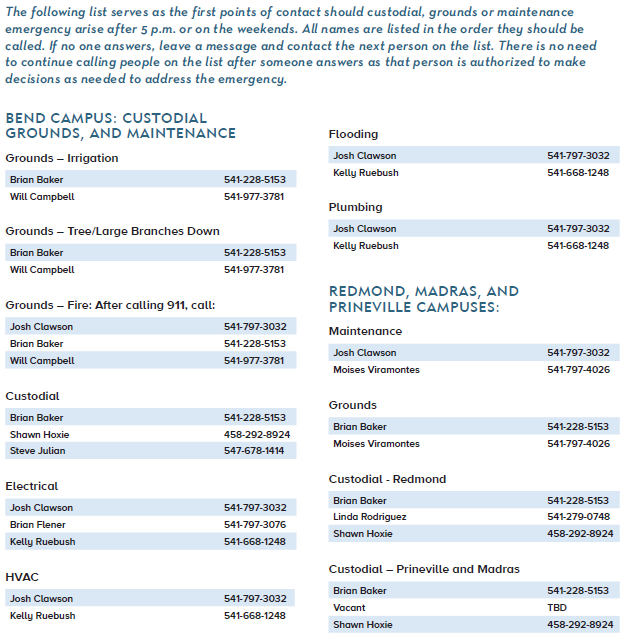 The following list serves as the first points of contact should custodial, grounds or maintenance
emergency arise after 5 p.m. or on the weekends. All names are listed in the order they should be
called. If no one answers, leave a message and contact the next person on the list. There is no need
to continue calling people on the list after someone answers as that person is authorized to make
decisions as needed to address the emergency.
BEND CAMPUS: CUSTODIAL
GROUNDS, AND MAINTENANCE
Grounds – Irrigation
Brian Baker 541-228-5153
Will Campbell 541-977-3781
Grounds – Tree/Large Branches Down
Brian Baker 541-228-5153
Will Campbell 541-977-3781
Grounds – Fire: After calling 911, call:
Josh Clawson 541-797-3032
Brian Baker 541-228-5153
Will Campbell 541-977-3781
Custodial
Brian Baker 541-228-5153
Shawn Hoxie 458-292-8924
Steve Julian 547-678-1414
Electrical
Josh Clawson 541-797-3032
Brian Flener 541-797-3076
Kelly Ruebush 541-668-1248
HVAC
Josh Clawson 541-797-3032
Kelly Ruebush 541-668-1248
Flooding
Josh Clawson 541-797-3032
Kelly Ruebush 541-668-1248
Plumbing
Josh Clawson 541-797-3032
Kelly Ruebush 541-668-1248
REDMOND, MADRAS, AND
PRINEVILLE CAMPUSES:
Maintenance
Josh Clawson 541-797-3032
Moises Viramontes 541-797-4026
Grounds
Brian Baker 541-228-5153
Moises Viramontes 541-797-4026
Custodial - Redmond
Brian Baker 541-228-5153
Linda Rodriguez 541-279-0748
Shawn Hoxie 458-292-8924
Custodial – Prineville and Madras
Brian Baker 541-228-5153
Vacant TBD
Shawn Hoxie 458-292-8924